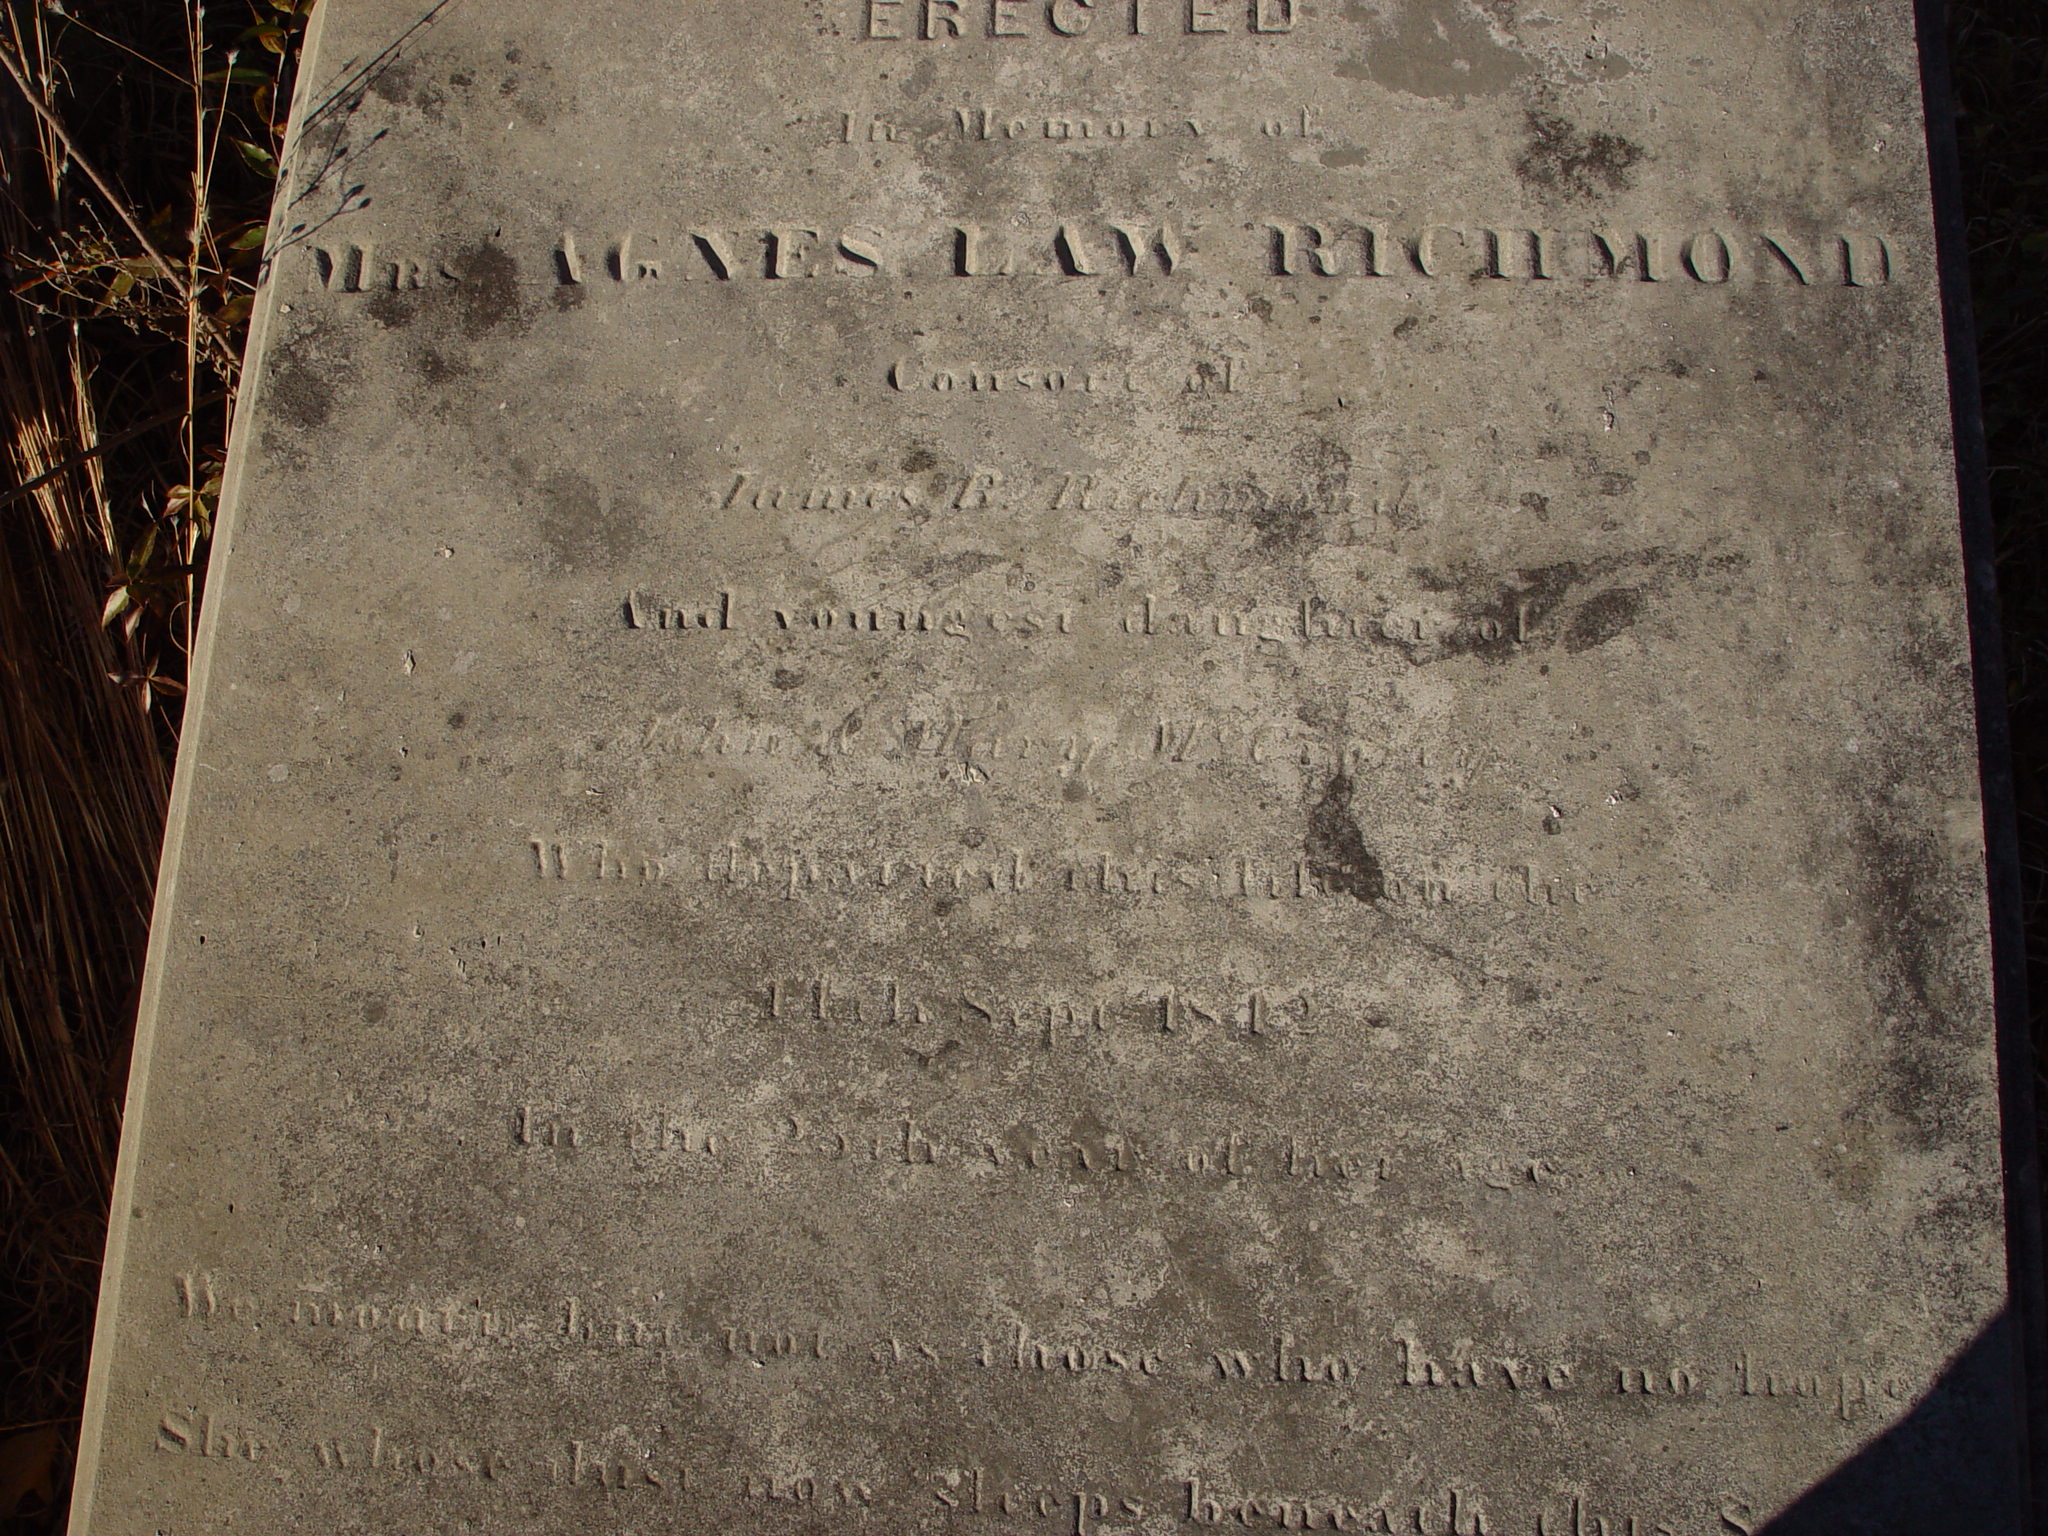 ERECTED
In Memory of
Mrs AGNES LAW RICHMOND
Consort of
James R. Richmond
And youngest daughter of
John & Mary
Who departed this life on the
Sept 1842
In the 25th year of her age
We mourn but not as those who have no hope
She whose dust now sleeps beneath this